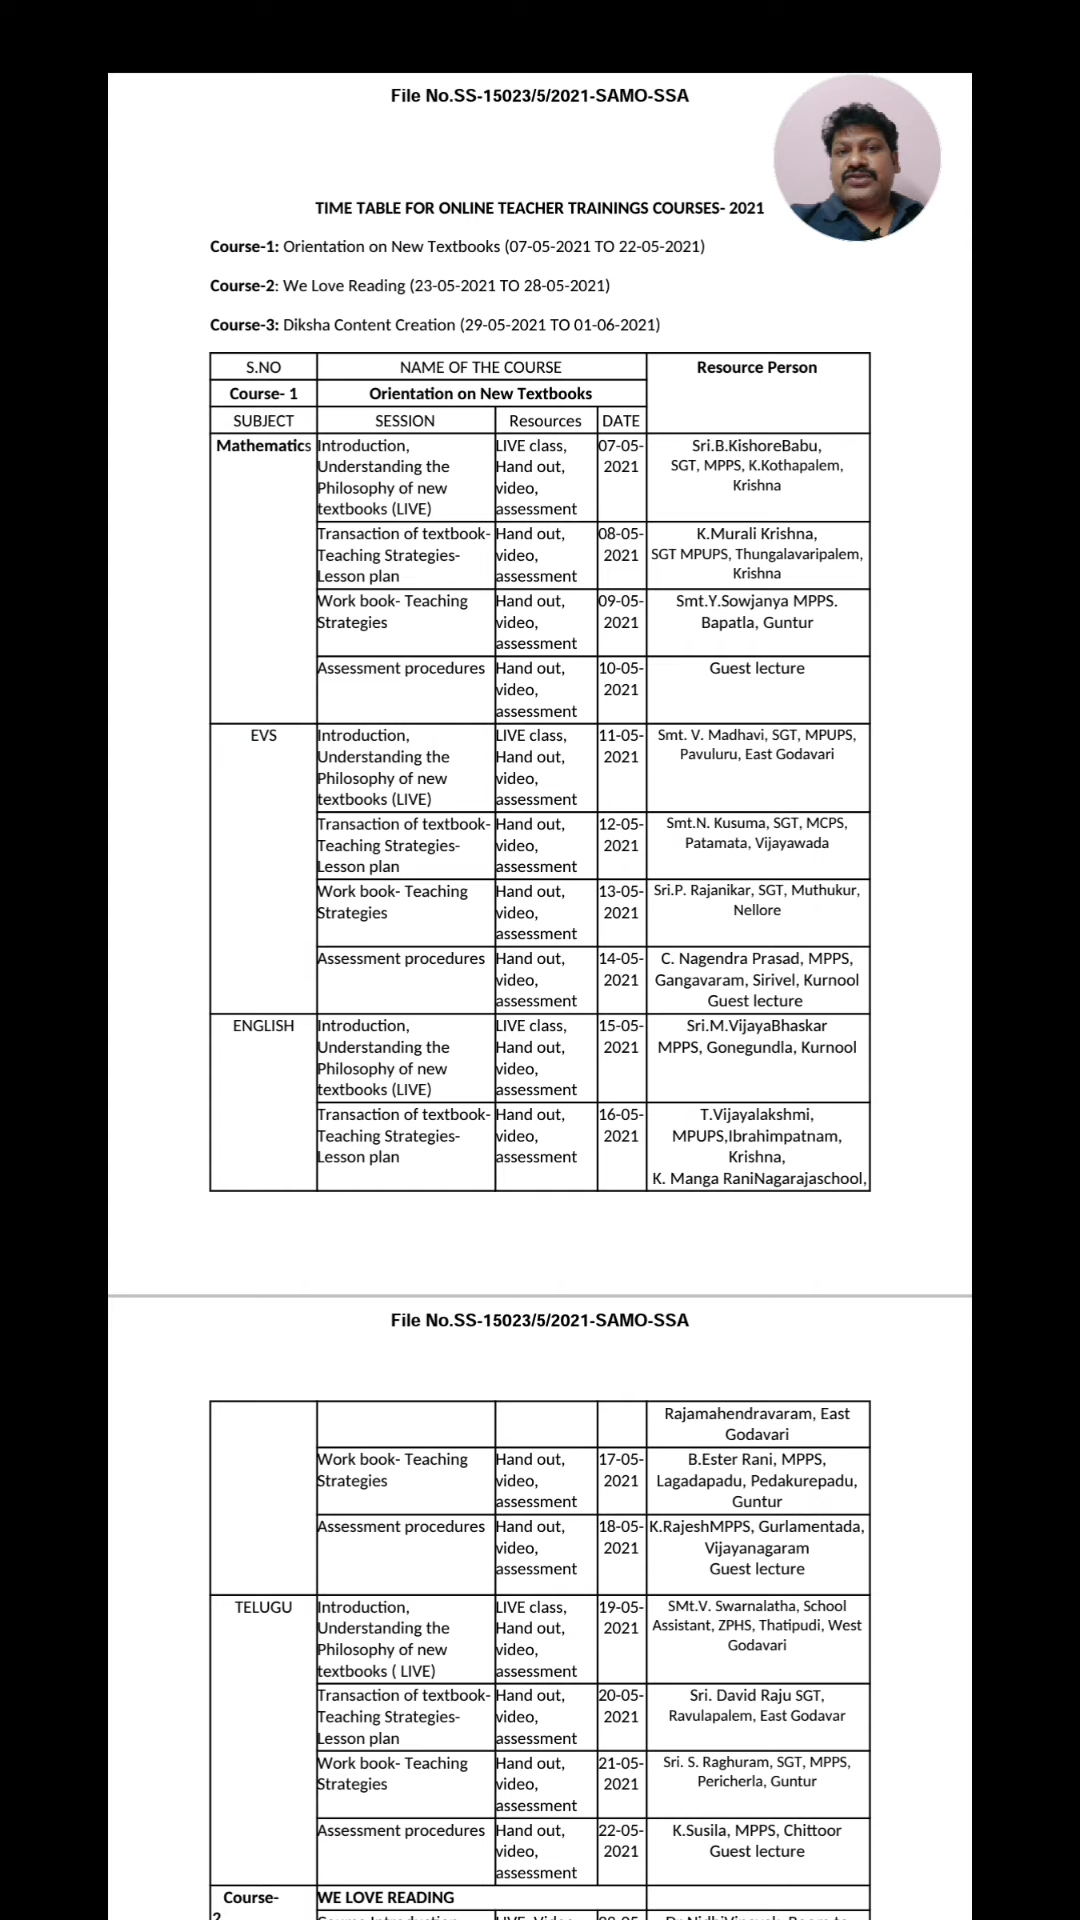 File No.SS-15023/5/2021-SAMO-SSA
TIME TABLE FOR ONLINE TEACHER TRAININGS COURSES- 2021
Course-1: Orientation on New Textbooks (07-05-2021 TO 22-05-2021)
Course-2: We Love Reading (23-05-2021 TO 28-05-2021)
Course-3: Diksha Content Creation (29-05-2021 TO 01-06-2021)
S.NO NAME OF THE COURSE Resource Person
Course- 1 Orientation on New Textbooks
SUBJECT SESSION Resources DATE
Mathematics Introduction, LIVE class, 07-05- Sri.B.KishoreBabu,
Understanding the Hand out, 2021 SGT, MPPS, K.Kothapalem,
Philosophy of new video, Krishna
textbooks (LIVE) assessment
Transaction of textbook- Hand out, 08-05- K.Murali Krishna,
Teaching Strategies- video, 2021 SGT MPUPS, Thungalavaripalem,
Lesson plan assessment Krishna
Work book- Teaching Hand out, 09-05- Smt.Y.Sowjanya MPPS.
Strategies video, 2021 Bapatla, Guntur
assessment
Assessment procedures Hand out, 10-05- Guest lecture
video, 2021
assessment
EVS Introduction, LIVE class, 11-05- Smt. V. Madhavi, SGT, MPUPS,
Understanding the Hand out, 2021 Pavuluru, East Godavari
Philosophy of new video,
textbooks (LIVE) assessment
Transaction of textbook- Hand out, 12-05- Smt.N. Kusuma, SGT, MCPS,
Teaching Strategies- video, 2021 Patamata, Vijayawada
Lesson plan assessment
Work book- Teaching Hand out, 13-05- Sri.P. Rajanikar, SGT, Muthukur,
Strategies video, 2021 Nellore
assessment
Assessment procedures Hand out, 14-05- C. Nagendra Prasad, MPPS,
video, 2021 Gangavaram, Sirivel, Kurnool
assessment Guest lecture
ENGLISH Introduction, LIVE class, 15-05- Sri.M.VijayaBhaskar
Understanding the Hand out, 2021 MPPS, Gonegundla, Kurnool
Philosophy of new video,
textbooks (LIVE) assessment
Transaction of textbook- Hand out, 16-05- T.Vijayalakshmi,
Teaching Strategies- video, 2021 MPUPS,Ibrahimpatnam,
Lesson plan assessment Krishna,
K. Manga RaniNagarajaschool,
File No.SS-15023/5/2021-SAMO-SSA
Rajamahendravaram, East
Godavari
Work book- Teaching Hand out, 17-05- B.Ester Rani, MPPS,
Strategies video, 2021 Lagadapadu, Pedakurepadu,
assessment Guntur
Assessment procedures Hand out, 18-05- K.RajeshMPPS, Gurlamentada,
video, 2021 Vijayanagaram
assessment Guest lecture
TELUGU Introduction, LIVE class, 19-05- SMt.V. Swarnalatha, School
Understanding the Hand out, 2021 Assistant, ZPHS, Thatipudi, West
Philosophy of new video, Godavari
textbooks ( LIVE) assessment
Transaction of textbook- Hand out, 20-05- Sri. David Raju SGT,
Teaching Strategies- video, 2021 Ravulapalem, East Godavar
Lesson plan assessment
Work book- Teaching Hand out, 21-05- Sri. S. Raghuram, SGT, MPPS,
Strategies video, 2021 Pericherla, Guntur
assessment
Assessment procedures Hand out, 22-05- K.Susila, MPPS, Chittoor
video, 2021 Guest lecture
assessment
Course- WE LOVE READING
2